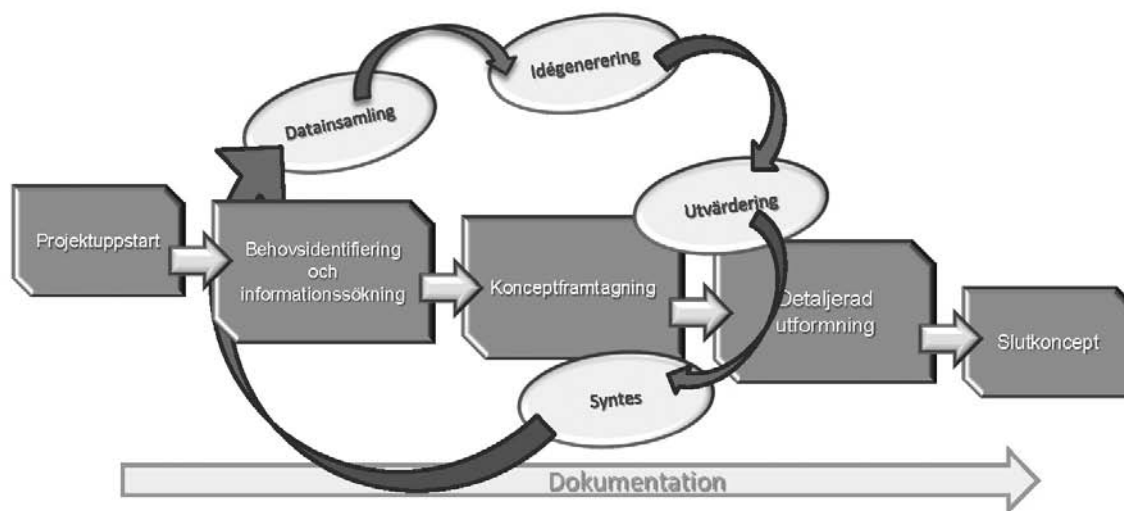 Idégenerering
Datainsamling
Utvärdering
Projektuppstart
Behovsidentifiering
och
informationssökning
Konceptframtagning
Detaljerad
utformning
Slutkoncept
Syntes
Dokumentation